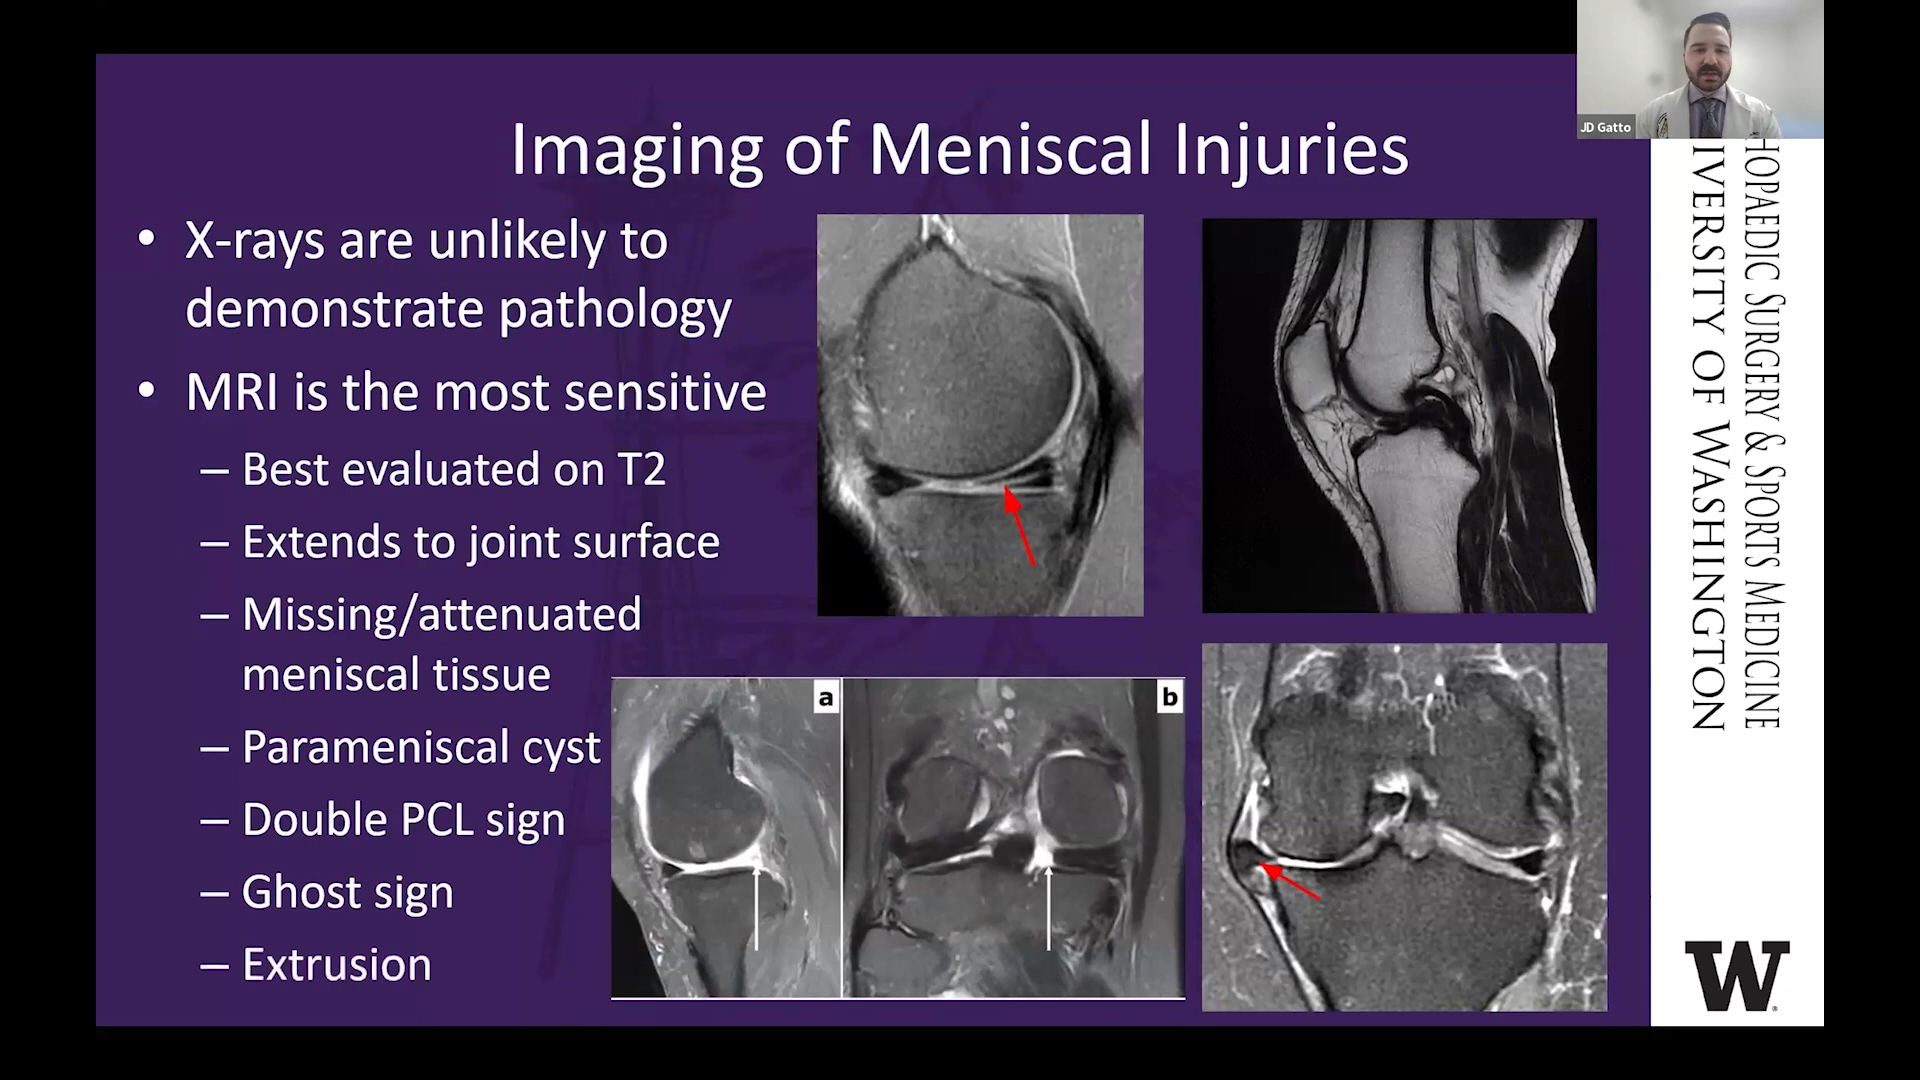 JD Gatto
Imaging of Meniscal Injuries
• X-rays are unlikely to
demonstrate pathology
• MRI is the most sensitive
– Best evaluated on T2
– Extends to joint surface
– Missing/attenuated
meniscal tissue
– Parameniscal cyst
– Double PCL sign
– Ghost sign
– Extrusion
a
b
HOPAEDIC SURGERY & SPORTS MEDICINE
IVERSITY OF WASHINGTON
W